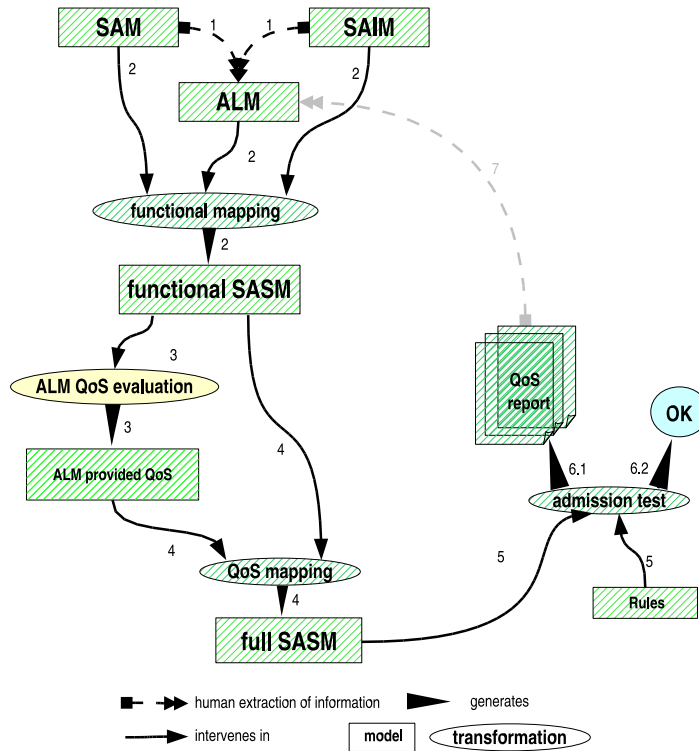 SAM
1
1
SAIM
2
2
ALM
2
7
functional mapping
2
functional SASM
3
ALM QoS evaluation
QoS
report
OK
3
4
ALM provided QoS
6.1
6.2
admission test
4
5
5
QoS mapping
4
Rules
full SASM
human extraction of information
generates
intervenes in
model
transformation